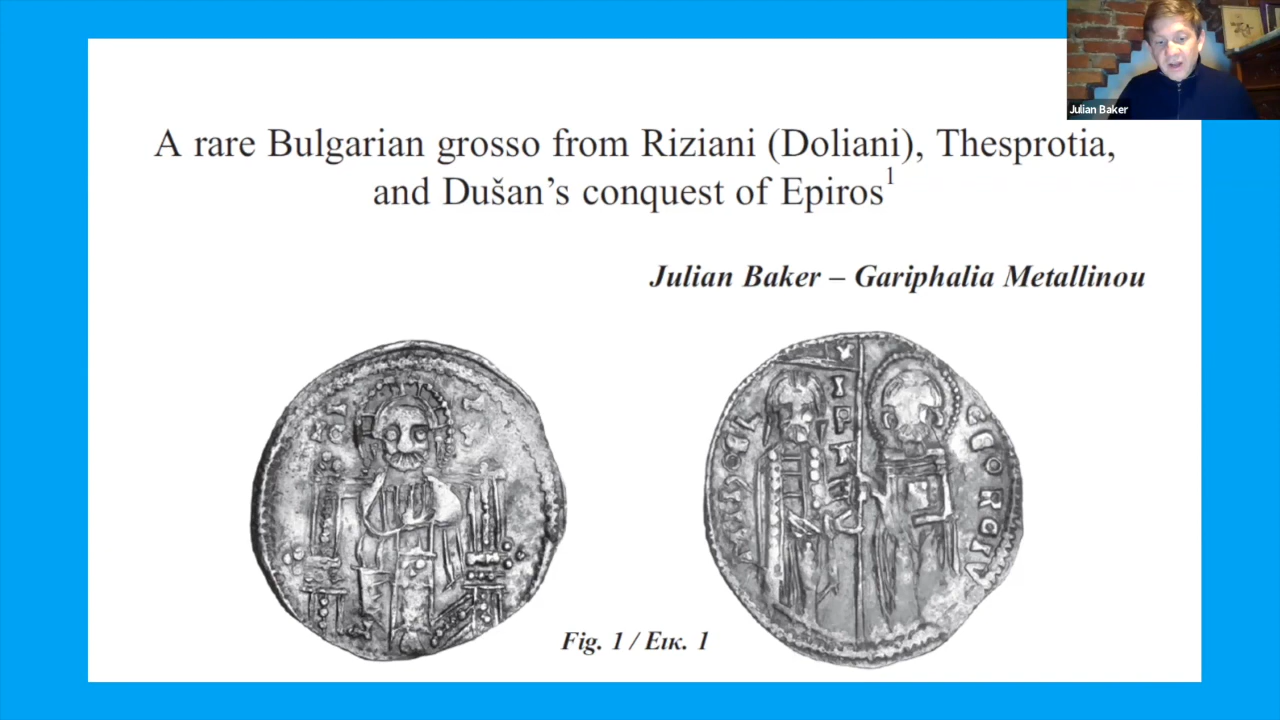 A rare Bulgarian grosso from Riziani (Doliani), Thesprotia,
and Dušan’s conquest of Epiros1
Julian Baker – Gariphalia Metallinou
Fig. 1 / Εικ. 1
Julian Baker